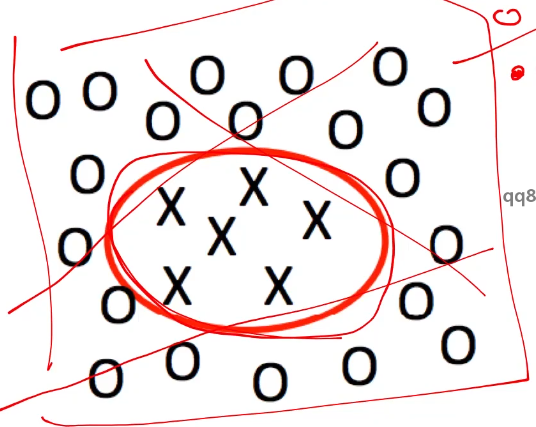 O O O O O O
O O O
O X X X O
X
O X X O
O O
O O O O O
qq8